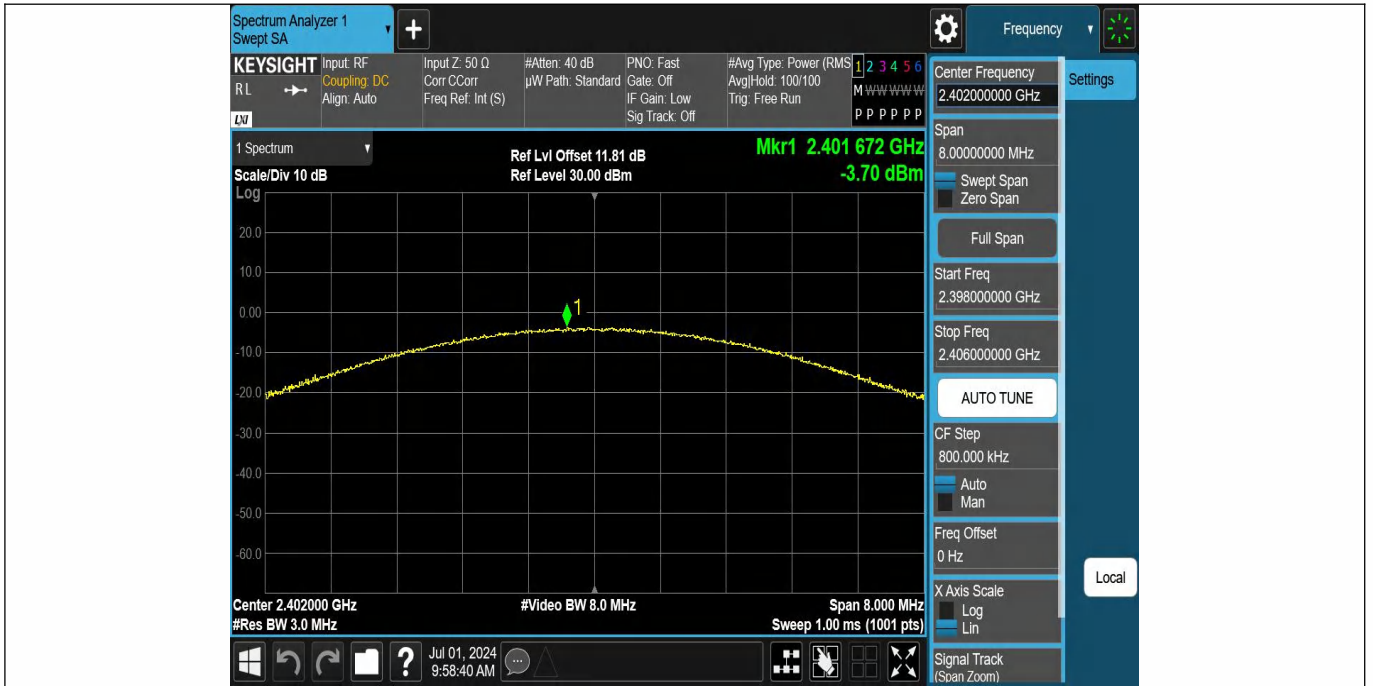 Spectrum Analyzer 1
Swept SA
+
Frequency
KEYSIGHT
RL
LXI
Input: RF
Coupling: DC
Align: Auto
Input Z: 50 Ω
Corr CCorr
Freq Ref: Int (S)
#Atten: 40 dB
µW Path: Standard
PNO: Fast
Gate: Off
IF Gain: Low
Sig Track: Off
#Avg Type: Power (RMS
Avg|Hold: 100/100
Trig: Free Run
1 2 3 4 5 6
M W W W W W
P P P P P P
Center Frequency
2.402000000 GHz
Settings
Span
8.00000000 MHz
Swept Span
Zero Span
Full Span
Start Freq
2.398000000 GHz
Stop Freq
2.406000000 GHz
AUTO TUNE
CF Step
800.000 kHz
Auto
Man
Freq Offset
0 Hz
X Axis Scale
Log
Lin
Signal Track
(Span Zoom)
Local
1 Spectrum
Scale/Div 10 dB
Ref Lvl Offset 11.81 dB
Ref Level 30.00 dBm
Mkr1 2.401 672 GHz
-3.70 dBm
Log
20.0
10.0
0.00
-10.0
-20.0
-30.0
-40.0
-50.0
-60.0
1
Center 2.402000 GHz
#Video BW 8.0 MHz
Span 8.000 MHz
#Res BW 3.0 MHz
Sweep 1.00 ms (1001 pts)
?
Jul 01, 2024
9:58:40 AM